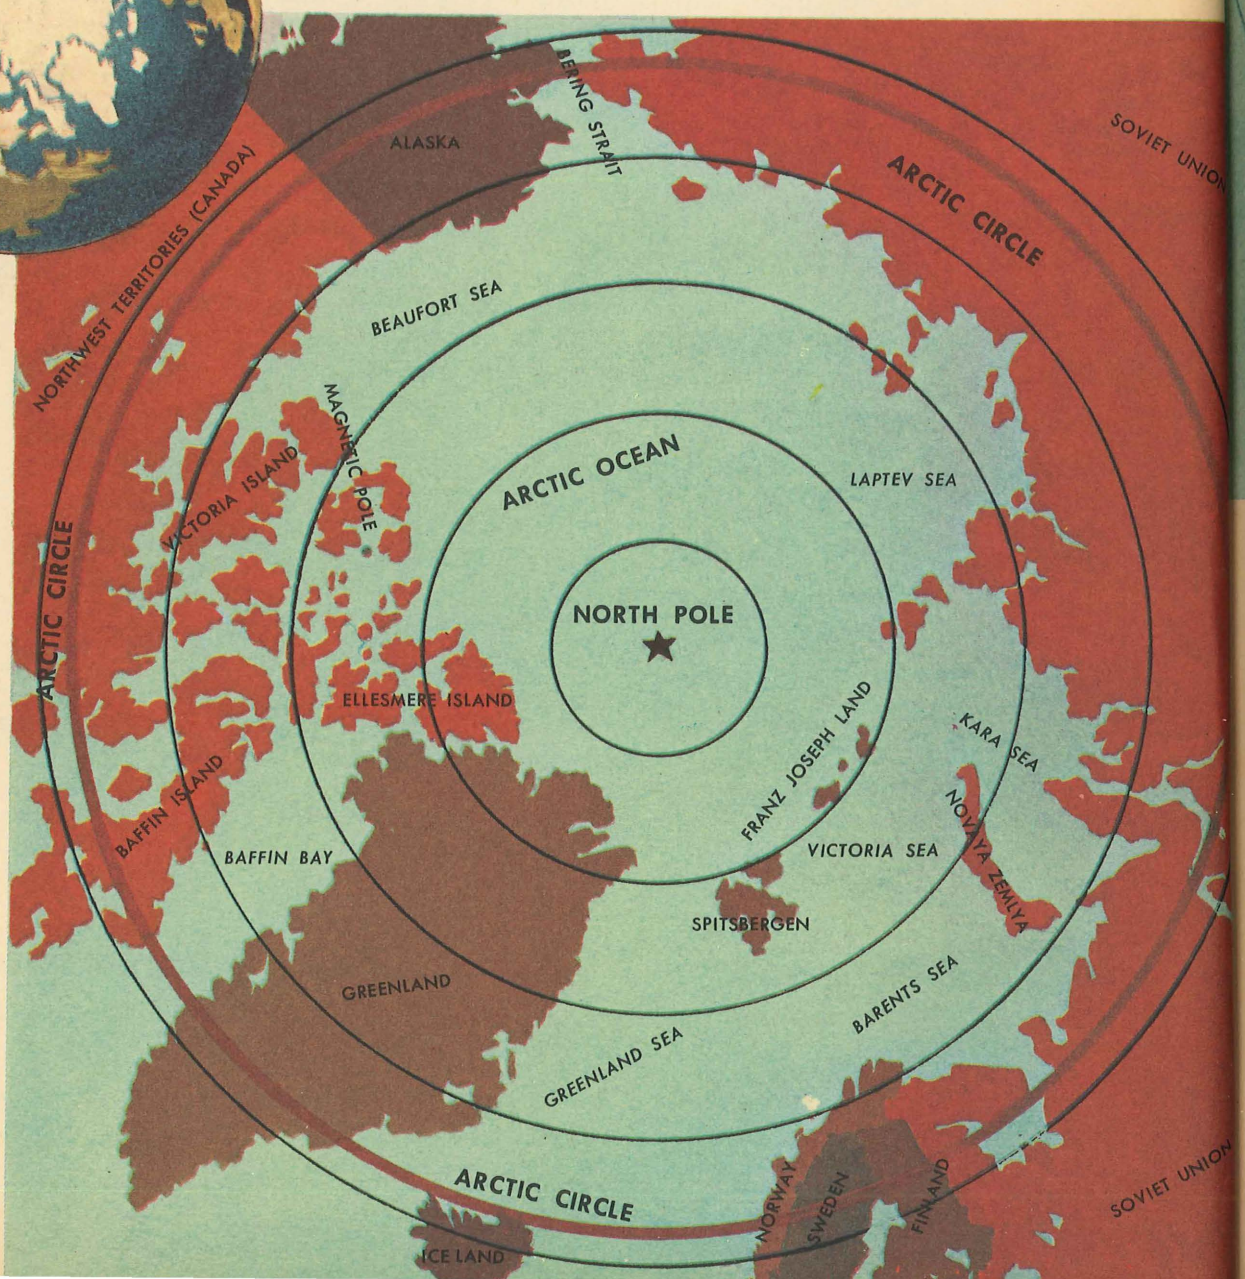 BERING STRAIT
ALASKA
SOVIET UNION
ARCTIC CIRCLE
NORTHWEST TERRITORIES (CANADA)
BEAUFORT SEA
MAGNETIC POLE
ARCTIC OCEAN
VICTORIA ISLAND
LAPTEV SEA
ARCTIC CIRCLE
NORTH POLE
ELLESMERE ISLAND
FRANZ JOSEPH LAND
KARA SEA
BAFFIN ISLAND
BAFFIN BAY
VICTORIA SEA
NOVAYA ZEMLYA
SPITSBERGEN
GREENLAND
BARENTS SEA
GREENLAND SEA
ARCTIC CIRCLE
NORWAY
SWEDEN
FINLAND
SOVIET UNION
ICELAND